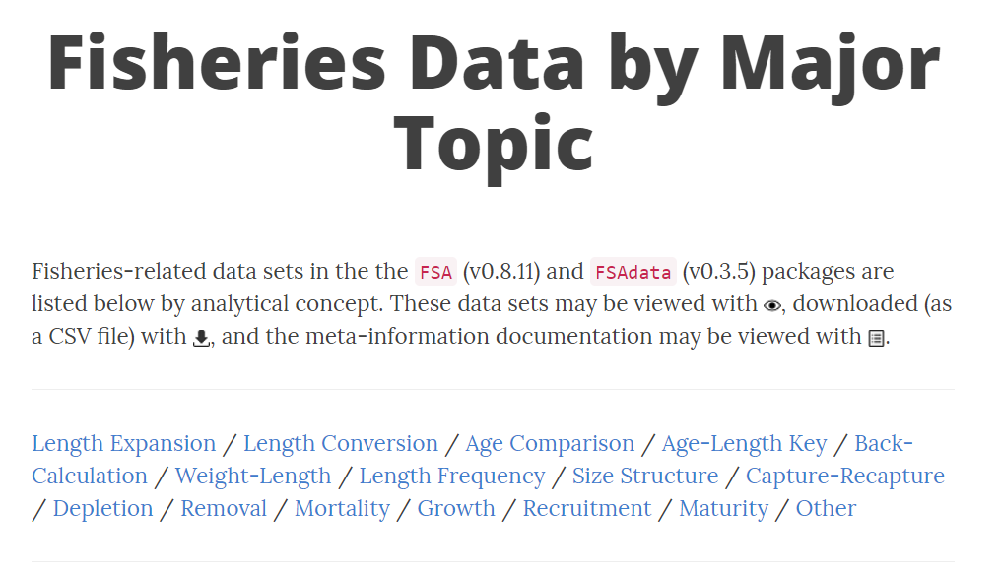 Fisheries Data by Major
Topic
Fisheries-related data sets in the the FSA (v0.8.11) and FSAdata (v0.3.5) packages are
listed below by analytical concept. These data sets may be viewed with , downloaded (as
a CSV file) with , and the meta-information documentation may be viewed with .
Length Expansion / Length Conversion / Age Comparison / Age-Length Key / Back-
Calculation / Weight-Length / Length Frequency / Size Structure / Capture-Recapture
/ Depletion / Removal / Mortality / Growth / Recruitment / Maturity / Other